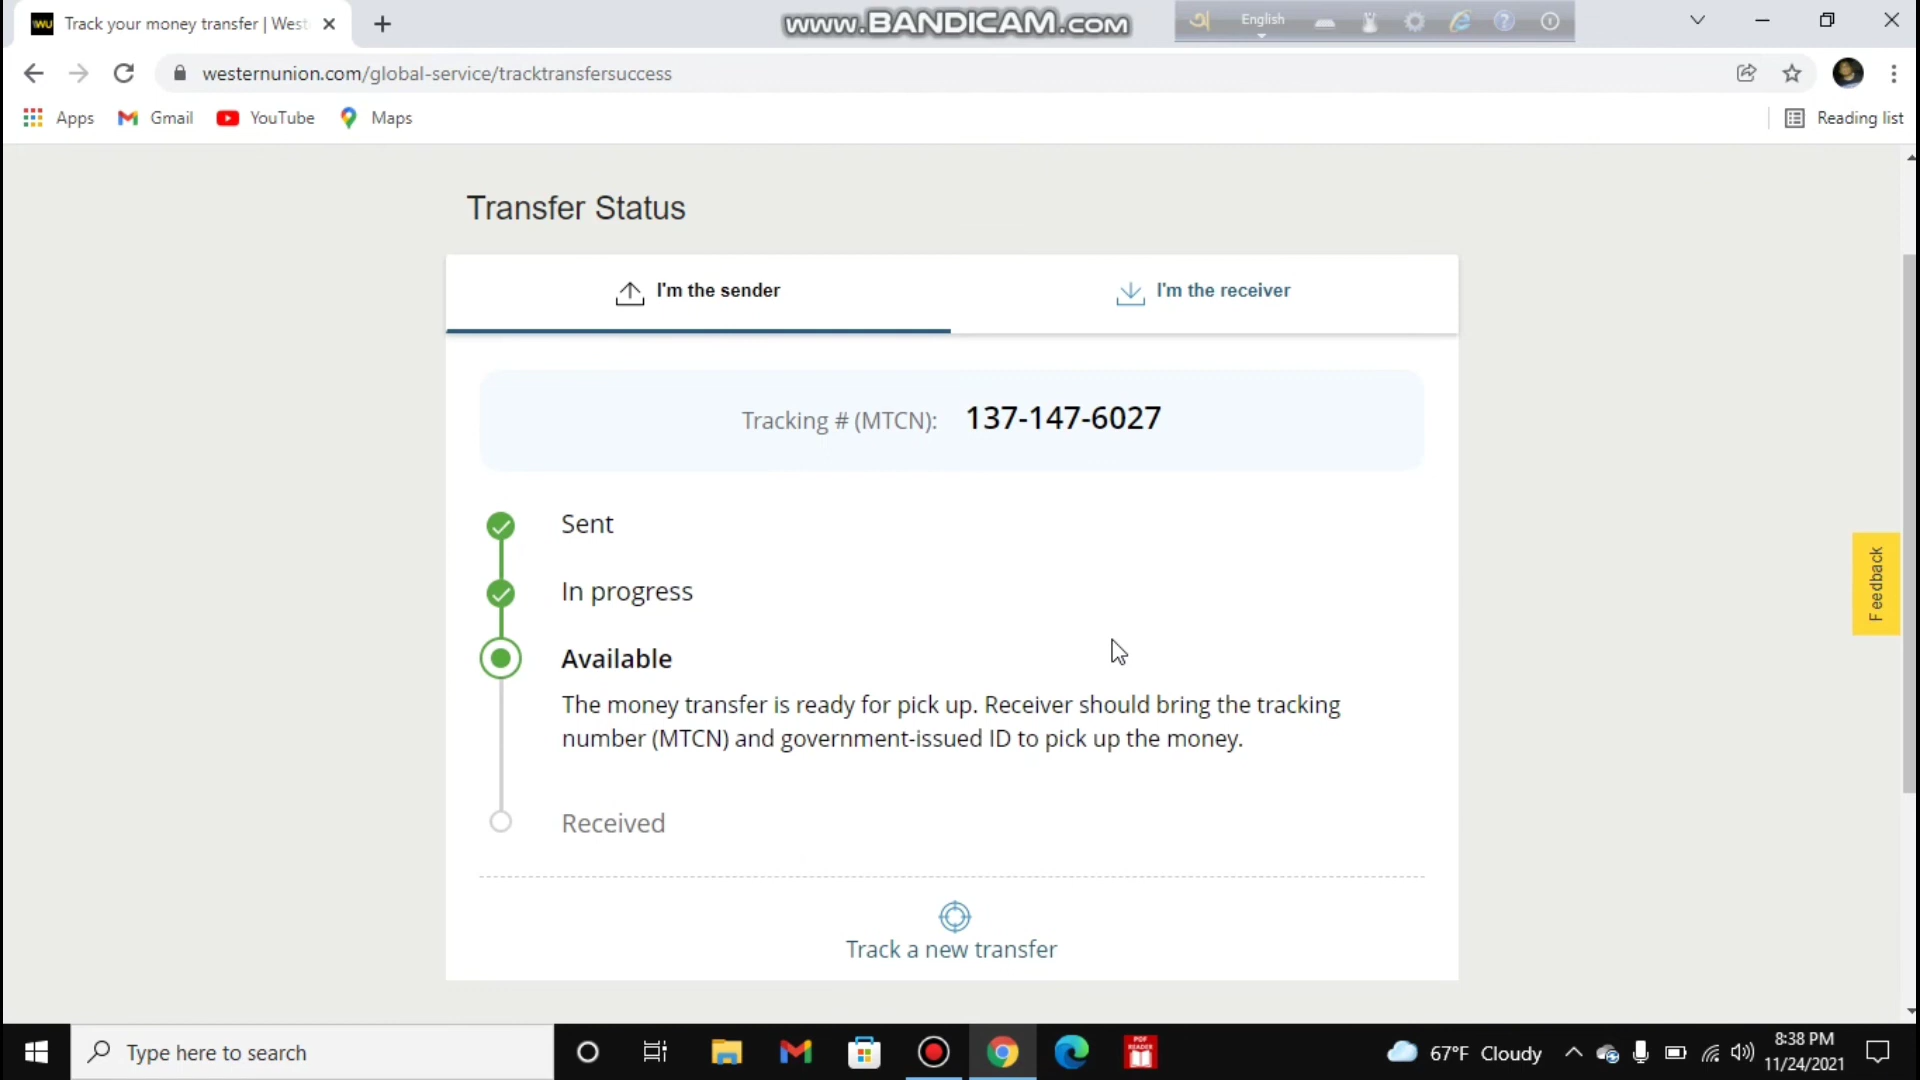 WU Track your money transfer | West
www.BANDICAM.com
English
westernunion.com/global-service/tracktransfersuccess
Apps Gmail YouTube Maps Reading list
Transfer Status
I'm the sender I'm the receiver
Tracking # (MTCN): 137-147-6027
Sent
In progress
Available
The money transfer is ready for pick up. Receiver should bring the tracking
number (MTCN) and government-issued ID to pick up the money.
Received
Track a new transfer
Feedback
Type here to search
PDF
READER
67°F Cloudy
8:38 PM
11/24/2021